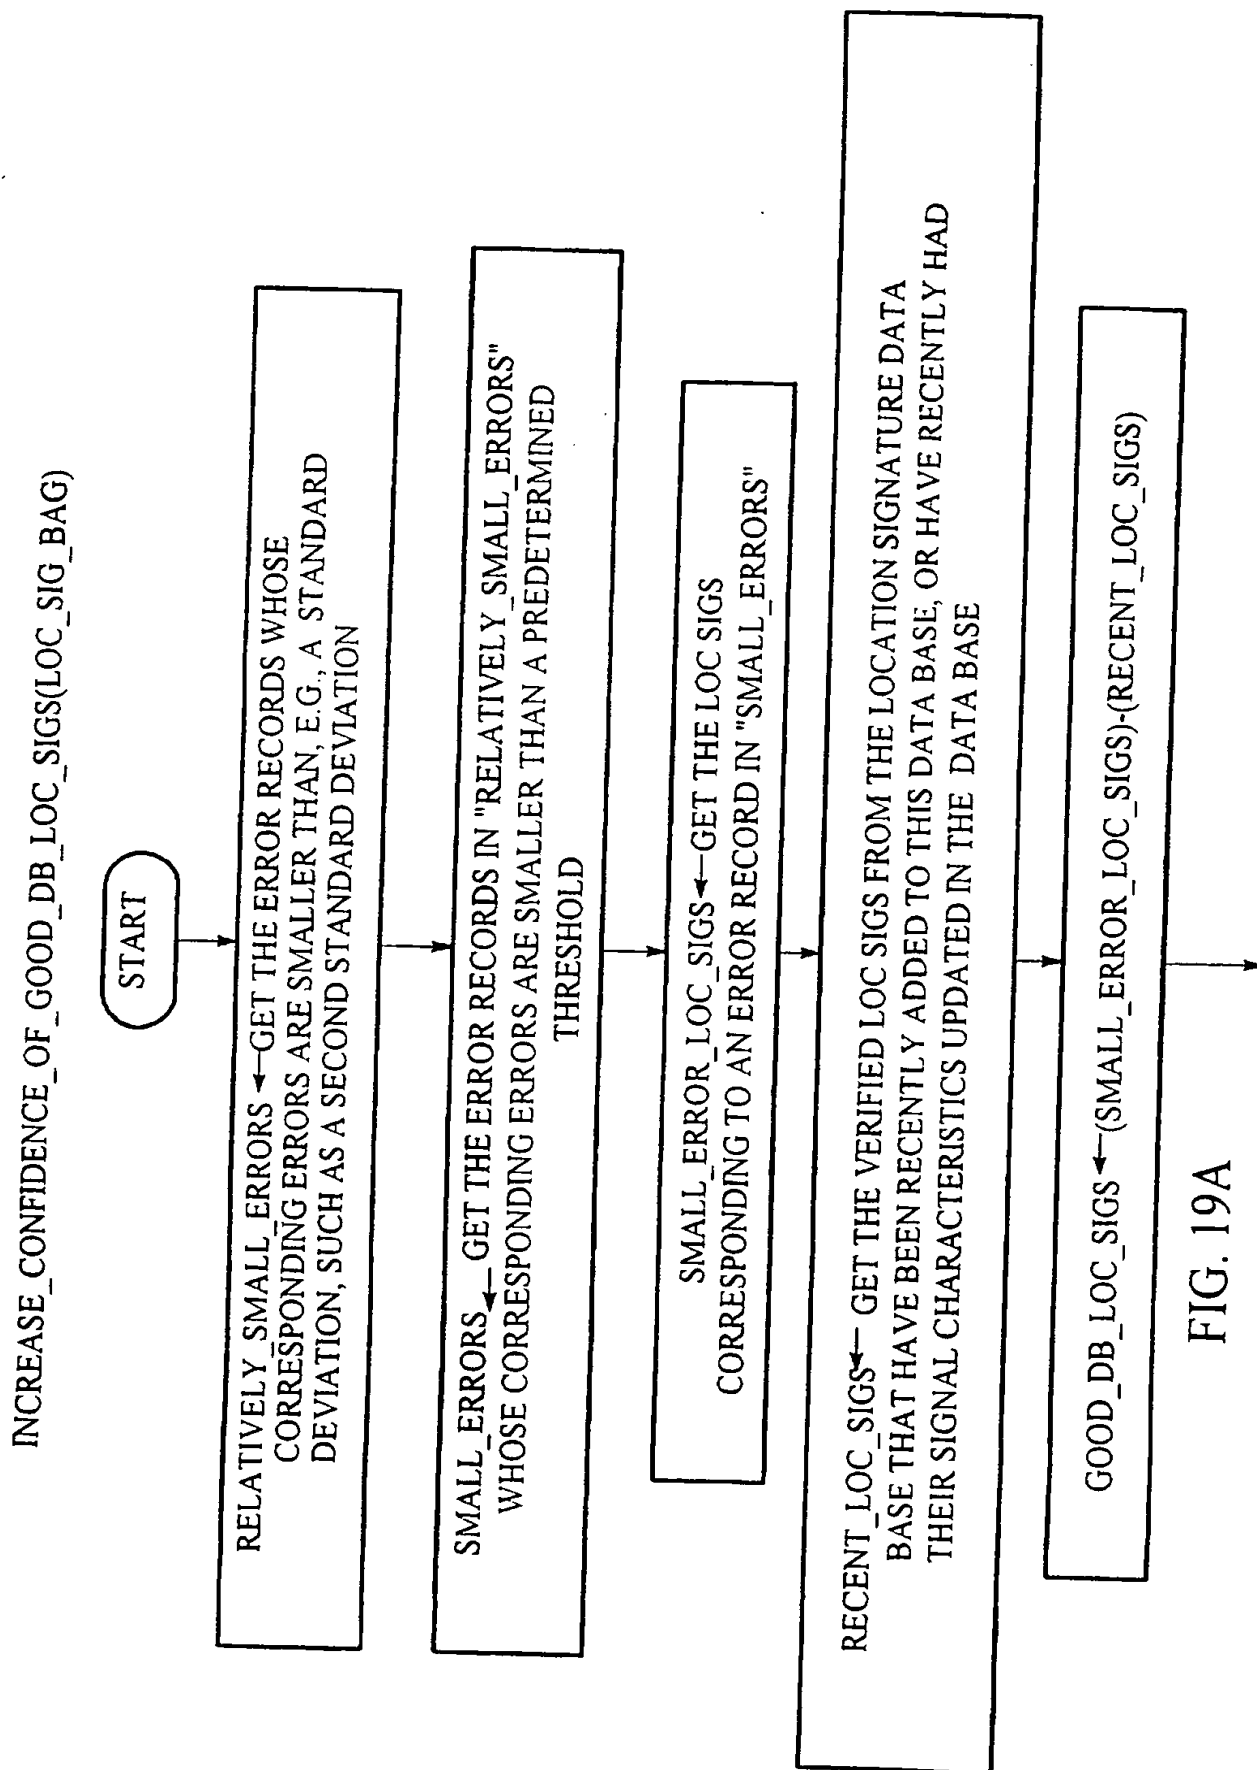 INCREASE_CONFIDENCE_OF_GOOD_DB_LOC_SIGS(LOC_SIG_BAG)
START
RELATIVELY_SMALL_ERRORS ←GET THE ERROR RECORDS WHOSE
CORRESPONDING ERRORS ARE SMALLER THAN, E.G., A STANDARD
DEVIATION, SUCH AS A SECOND STANDARD DEVIATION
SMALL_ERRORS← GET THE ERROR RECORDS IN "RELATIVELY_SMALL_ERRORS"
WHOSE CORRESPONDING ERRORS ARE SMALLER THAN A PREDETERMINED
THRESHOLD
SMALL_ERROR_LOC_SIGS←GET THE LOC SIGS
CORRESPONDING TO AN ERROR RECORD IN "SMALL_ERRORS"
RECENT_LOC_SIGS← GET THE VERIFIED LOC SIGS FROM THE LOCATION SIGNATURE DATA
BASE THAT HAVE BEEN RECENTLY ADDED TO THIS DATA BASE, OR HAVE RECENTLY HAD
THEIR SIGNAL CHARACTERISTICS UPDATED IN THE DATA BASE
GOOD_DB_LOC_SIGS ←(SMALL_ERROR_LOC_SIGS)-(RECENT_LOC_SIGS)
FIG. 19A